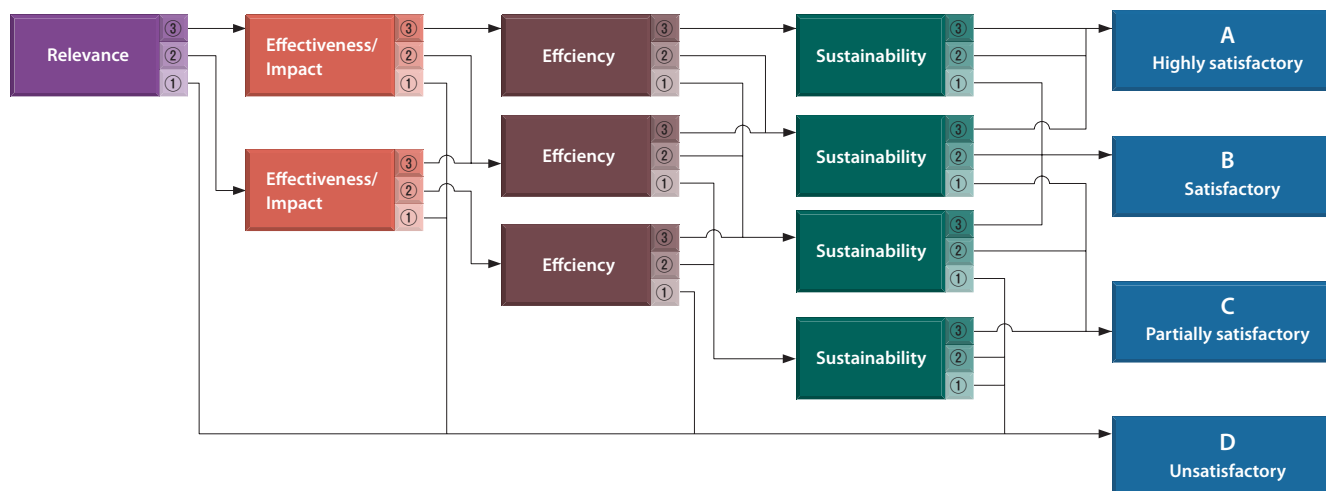 Relevance
③
②
①
Effectiveness/
Impact
③
②
①
Effectiveness/
Impact
③
②
①
Effciency
③
②
①
Effciency
③
②
①
Effciency
③
②
①
Sustainability
③
②
①
Sustainability
③
②
①
Sustainability
③
②
①
Sustainability
③
②
①
A
Highly satisfactory
B
Satisfactory
C
Partially satisfactory
D
Unsatisfactory